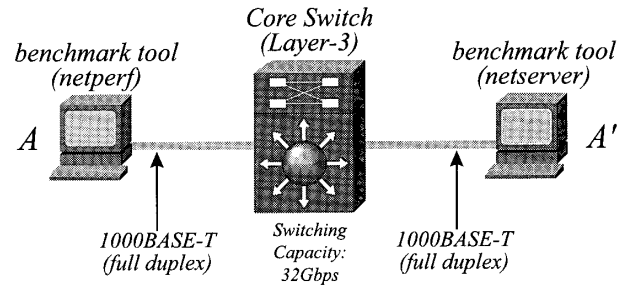 Core Switch
(Layer-3)
benchmark tool
(netperf)
benchmark tool
(netserver)
A
A'
1000BASE-T
(full duplex)
Switching
Capacity:
32Gbps
1000BASE-T
(full duplex)